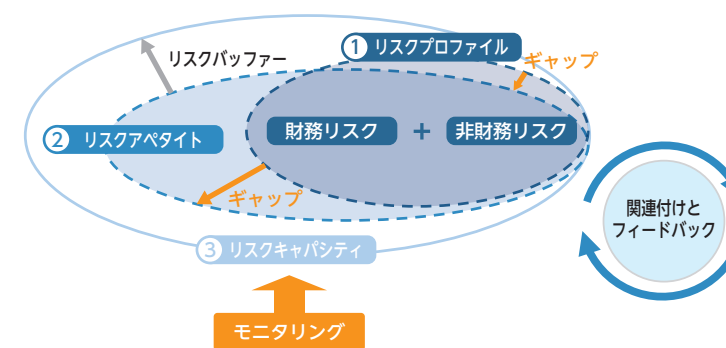 ① リスクプロファイル
リスクバッファー
ギャップ
② リスクアペタイト
財務リスク + 非財務リスク
ギャップ
③ リスクキャパシティ
モニタリング
関連付けと
フィードバック